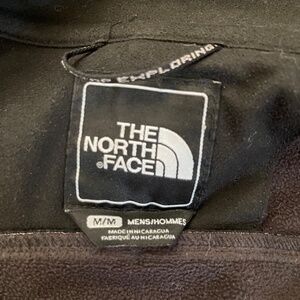 EXPLORING.
THE
NORTH
FACE
®
M/M MENS/HOMMES
MADE IN NICARAGUA
FABRIQUÉ AU NICARAGUA